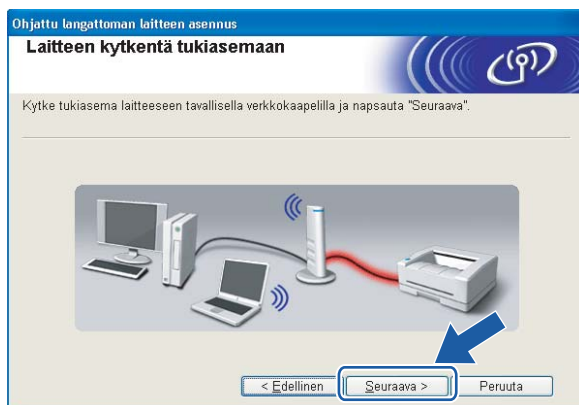 Ohjattu langattoman laitteen asennus
Laitteen kytkentä tukiasemaan
Kytke tukiasema laitteeseen tavallisella verkkokaapelilla ja napsauta "Seuraava".
< Edellinen
Seuraava >
Peruuta